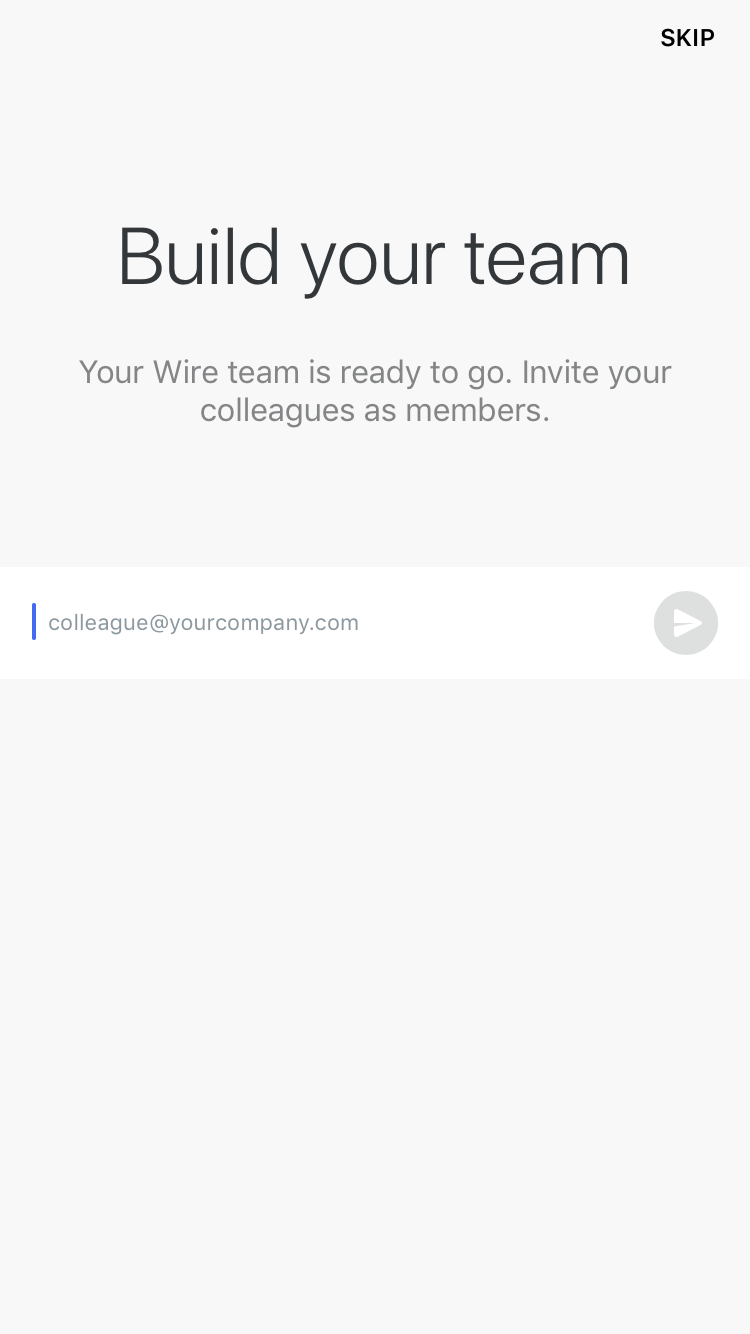 SKIP
Build your team
Your Wire team is ready to go. Invite your
colleagues as members.
colleague@yourcompany.com